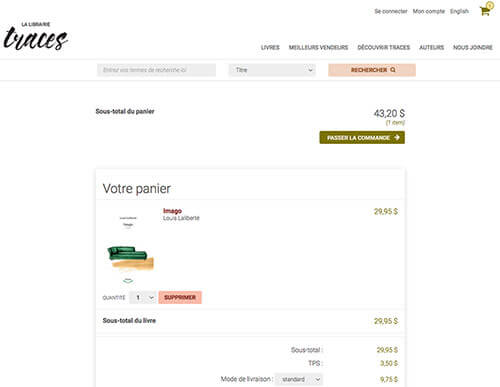 Se connecter Mon compte English
LA LIBRAIRIE
traces
LIVRES MEILLEURS VENDEURS DÉCOUVRIR TRACES AUTEURS NOUS JOINDRE
Entrez vos termes de recherche ici Titre RECHERCHER
Sous-total du panier 43,20 $
(1 item)
PASSER LA COMMANDE
Votre panier
Imago 29,95 $
Louis Laliberté
QUANTITÉ 1 SUPPRIMER
Sous-total du livre 29,95 $
Sous-total : 29,95 $
TPS : 3,50 $
Mode de livraison : standard 9,75 $